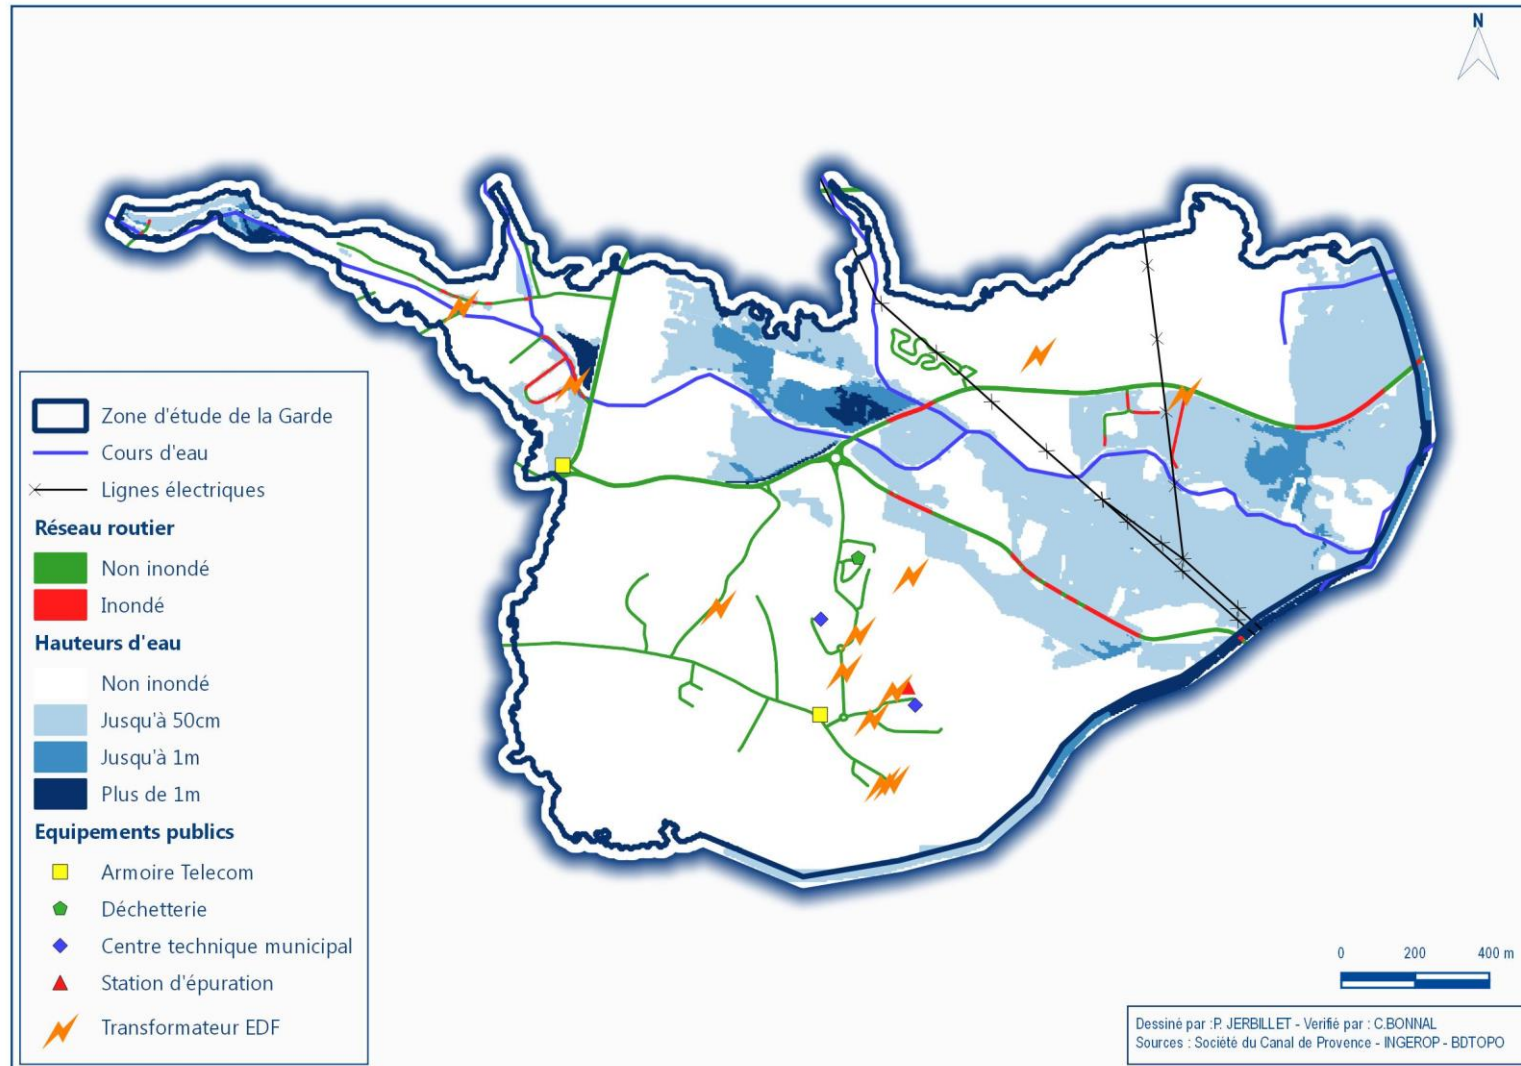 N
Zone d'étude de la Garde
Cours d'eau
Lignes électriques
Réseau routier
Non inondé
Inondé
Hauteurs d'eau
Non inondé
Jusqu'à 50cm
Jusqu'à 1m
Plus de 1m
Equipements publics
Armoire Telecom
Déchetterie
Centre technique municipal
Station d'épuration
Transformateur EDF
0 200 400 m
Dessiné par :P. JERBILLET - Verifié par : C.BONNAL
Sources : Société du Canal de Provence - INGEROP - BDTOPO